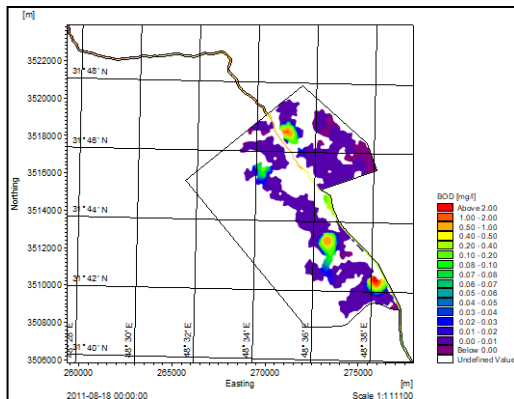 [m]
3522000
3520000
3518000
3516000
3514000
3512000
3510000
3508000
3506000
Northing
31°48' N
31°46' N
31°44' N
31°42' N
31°40' N
48°30' E
48°32' E
48°34' E
48°36' E
48°38' E
260000
265000
270000
275000
[m]
Easting
2011-08-18 00:00:00
Scale 1:111100
BOD [mg/l]
Above 2.00
1.00 - 2.00
0.50 - 1.00
0.40 - 0.50
0.20 - 0.40
0.10 - 0.20
0.08 - 0.10
0.07 - 0.08
0.06 - 0.07
0.05 - 0.06
0.04 - 0.05
0.03 - 0.04
0.02 - 0.03
0.01 - 0.02
0.00 - 0.01
Below 0.00
Undefined Value